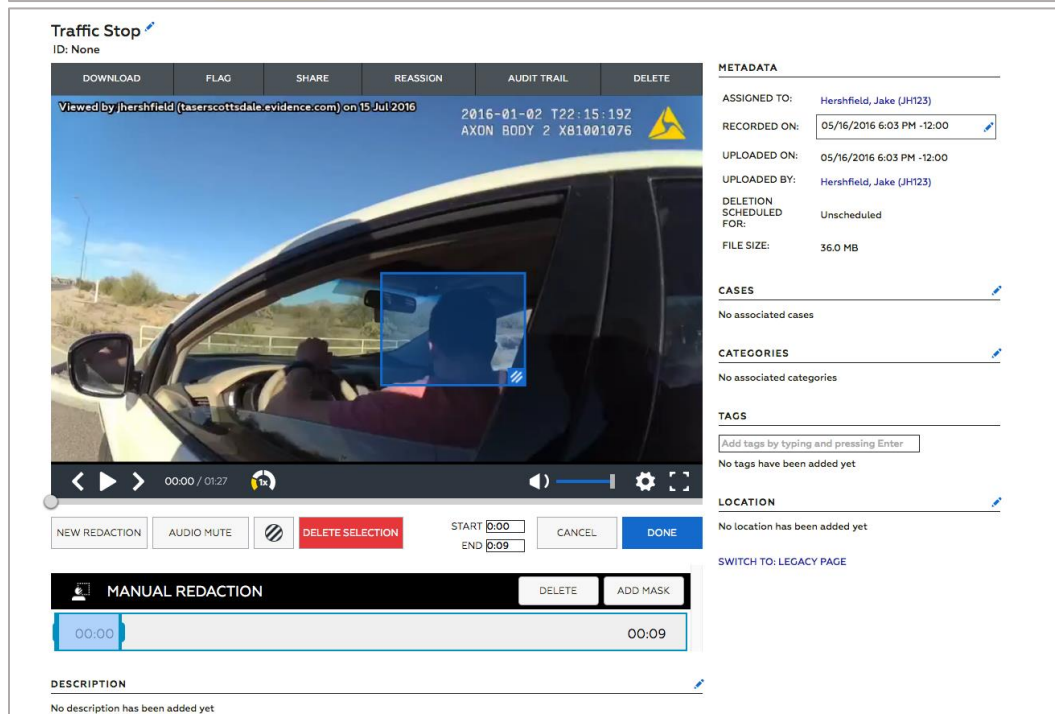 Traffic Stop
ID: None
DOWNLOAD FLAG SHARE REASSIGN AUDIT TRAIL DELETE
Viewed by jhershfield (taserscottsdale.evidence.com) on 15 Jul 2016
2016-01-02 T22:15:19Z
AXON BODY 2 X81001076
00:00 / 01:27
1x
NEW REDACTION AUDIO MUTE DELETE SELECTION START 0:00 CANCEL DONE
END 0:09
MANUAL REDACTION DELETE ADD MASK
00:00 00:09
DESCRIPTION
No description has been added yet
METADATA
ASSIGNED TO: Hershfield, Jake (JH123)
RECORDED ON: 05/16/2016 6:03 PM -12:00
UPLOADED ON: 05/16/2016 6:03 PM -12:00
UPLOADED BY: Hershfield, Jake (JH123)
DELETION
SCHEDULED Unscheduled
FOR:
FILE SIZE: 36.0 MB
CASES
No associated cases
CATEGORIES
No associated categories
TAGS
Add tags by typing and pressing Enter
No tags have been added yet
LOCATION
No location has been added yet
SWITCH TO: LEGACY PAGE